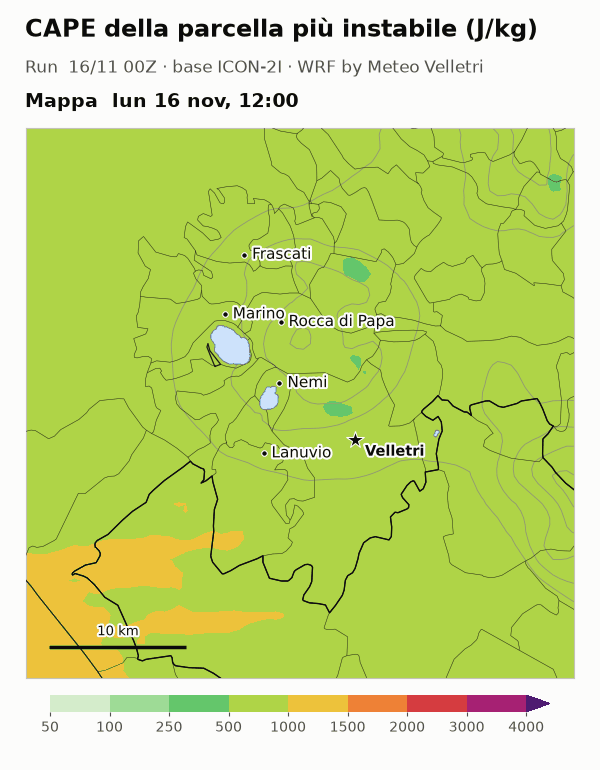 CAPE della parcella più instabile (J/kg)
Run  16/11 00Z · base ICON-2I · WRF by Meteo Velletri
Mappa  lun 16 nov, 12:00
Frascati
Marino
Rocca di Papa
Nemi
Velletri
Lanuvio
10 km
50 100 250 500 1000 1500 2000 3000 4000